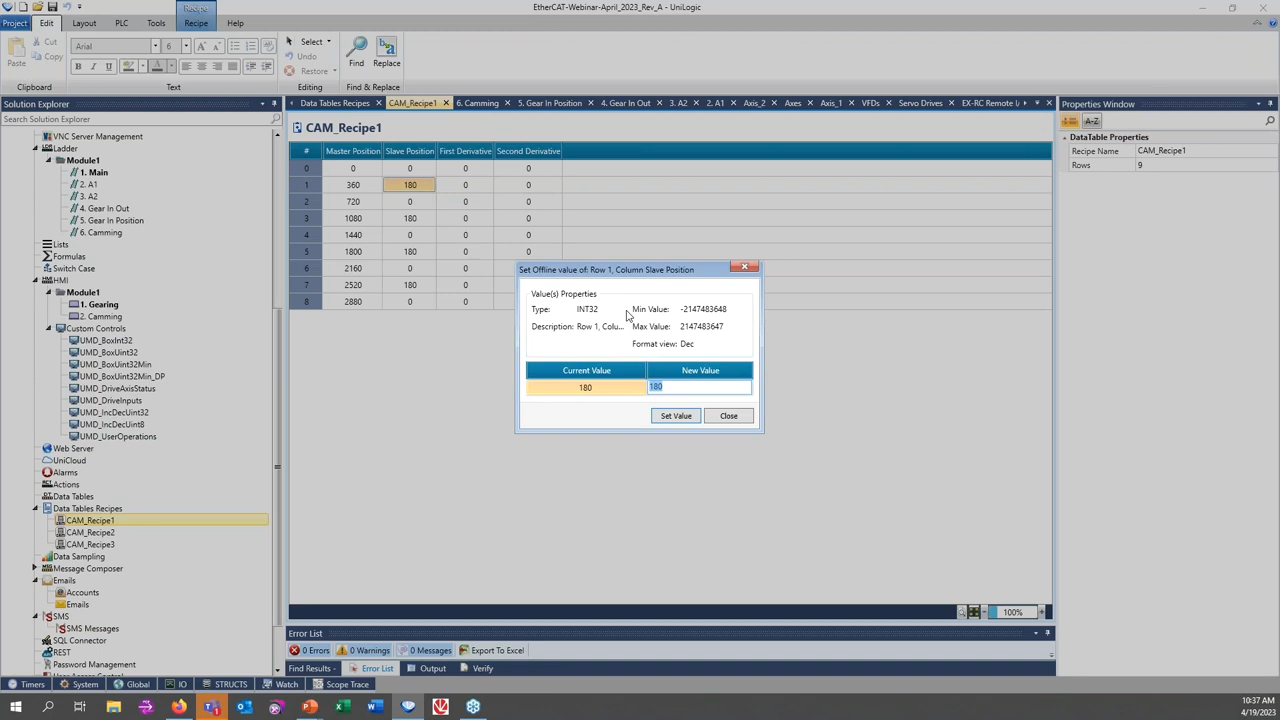 Recipe
EtherCAT-Webinar-April_2023_Rev_A - UniLogic
Project Edit Layout PLC Tools Recipe Help
Paste
Cut
Copy
Clipboard
Arial 6
B I U
Text
Select
Undo
Restore
Editing
Find
Replace
Find & Replace
Solution Explorer
Search Solution Explorer
VNC Server Management
Ladder
Module1
1. Main
2. A1
3. A2
4. Gear In Out
5. Gear In Position
6. Camming
Lists
Formulas
Switch Case
HMI
Module1
1. Gearing
2. Camming
Custom Controls
UMD_BoxInt32
UMD_BoxUint32
UMD_BoxUint32Min
UMD_BoxUint32Min_DP
UMD_DriveAxisStatus
UMD_DriveInputs
UMD_IncDecUint32
UMD_IncDecUint8
UMD_UserOperations
Web Server
UniCloud
Alarms
Actions
Data Tables
Data Tables Recipes
CAM_Recipe1
CAM_Recipe2
CAM_Recipe3
Data Sampling
Message Composer
Emails
Accounts
Emails
SMS
SMS Messages
SQL Connector
REST
Password Management
Data Tables Recipes CAM_Recipe1 6. Camming 5. Gear In Position 4. Gear In Out 3. A2 2. A1 Axis_2 Axes Axis_1 VFDs Servo Drives EX-RC Remote I/
CAM_Recipe1
# Master Position Slave Position First Derivative Second Derivative
0 0 0 0 0
1 360 180 0 0
2 720 0 0 0
3 1080 180 0 0
4 1440 0 0 0
5 1800 180 0 0
6 2160 0
7 2520 180
8 2880 0
Set Offline value of: Row 1, Column Slave Position
Value(s) Properties
Type: INT32 Min Value: -2147483648
Description: Row 1, Colu... Max Value: 2147483647
Format view: Dec
Current Value New Value
180 180
Set Value Close
100%
Properties Window
A-Z
DataTable Properties
Recipe Name CAM_Recipe1
Rows 9
Error List
0 Errors 0 Warnings 0 Messages Export To Excel
Find Results Error List Output Verify
Timers System Global IO STRUCTS Watch Scope Trace
10:37 AM
4/19/2023